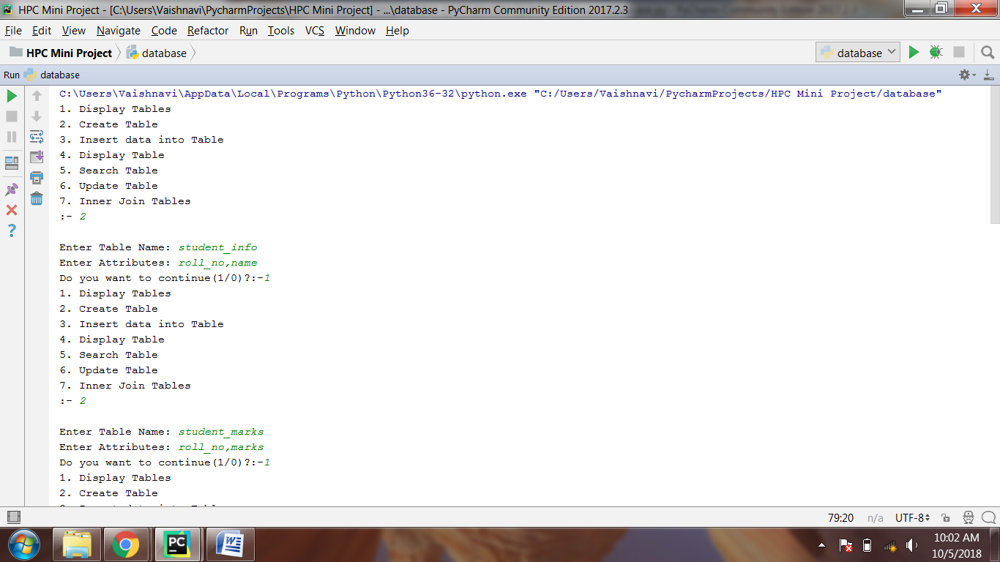 HPC Mini Project - [C:\Users\Vaishnavi\PycharmProjects\HPC Mini Project] - ...\database - PyCharm Community Edition 2017.2.3
File Edit View Navigate Code Refactor Run Tools VCS Window Help
HPC Mini Project database
database
Run database
C:\Users\Vaishnavi\AppData\Local\Programs\Python\Python36-32\python.exe "C:/Users/Vaishnavi/PycharmProjects/HPC Mini Project/database"
1. Display Tables
2. Create Table
3. Insert data into Table
4. Display Table
5. Search Table
6. Update Table
7. Inner Join Tables
:- 2
Enter Table Name: student_info
Enter Attributes: roll_no,name
Do you want to continue(1/0)?:-1
1. Display Tables
2. Create Table
3. Insert data into Table
4. Display Table
5. Search Table
6. Update Table
7. Inner Join Tables
:- 2
Enter Table Name: student_marks
Enter Attributes: roll_no,marks
Do you want to continue(1/0)?:-1
1. Display Tables
2. Create Table
79:20 n/a UTF-8
PC
W
10:02 AM
10/5/2018